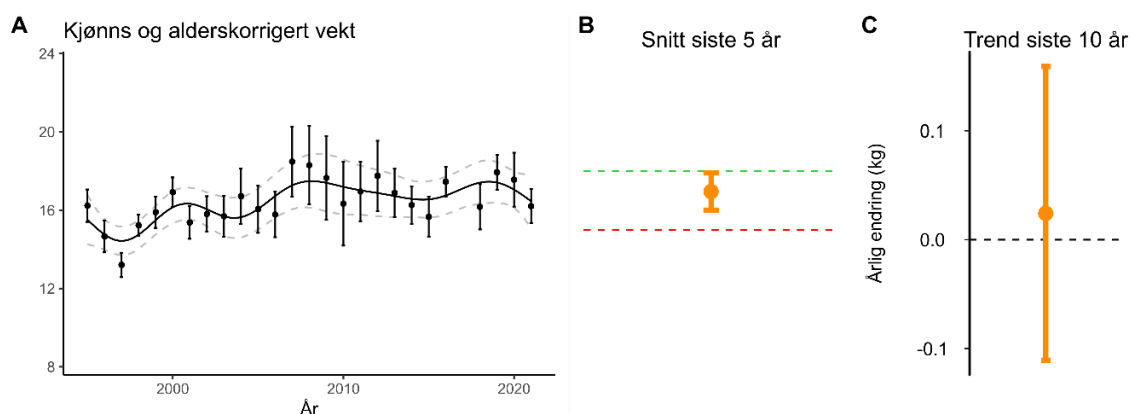 A
Kjønns og alderskorrigert vekt
24
20
16
12
8
2000
2010
2020
År
B
Snitt siste 5 år
C
Trend siste 10 år
Årlig endring (kg)
0.1
0.0
-0.1